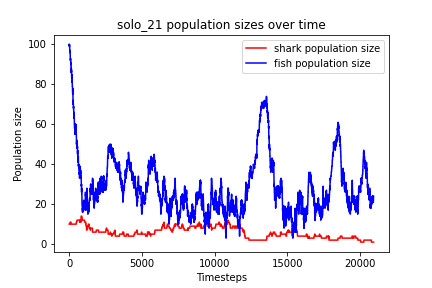 solo_21 population sizes over time
shark population size
fish population size
100
80
60
40
20
0
Population size
0
5000
10000
15000
20000
Timesteps